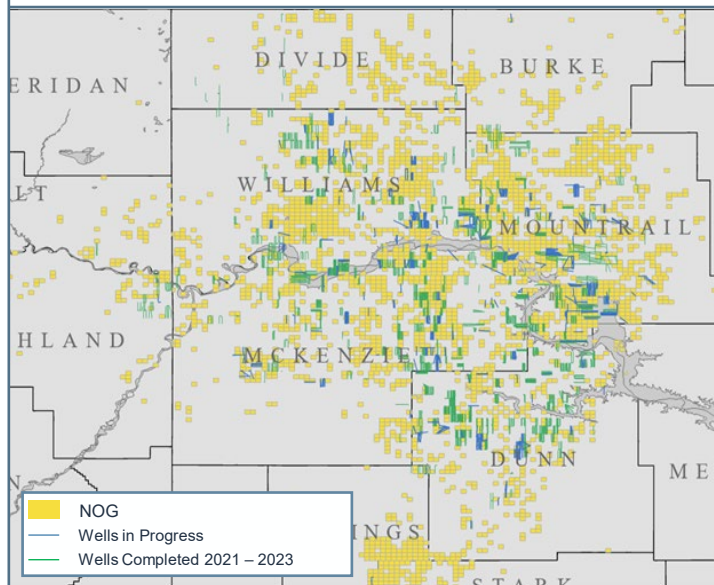 DIVIDE
BURKE
ERIDAN
WILLIAMS
LT
MOUNTRAIL
HLAND
MCKENZIE
DUNN
ME
N
INGS
STARK
NOG
Wells in Progress
Wells Completed 2021 – 2023